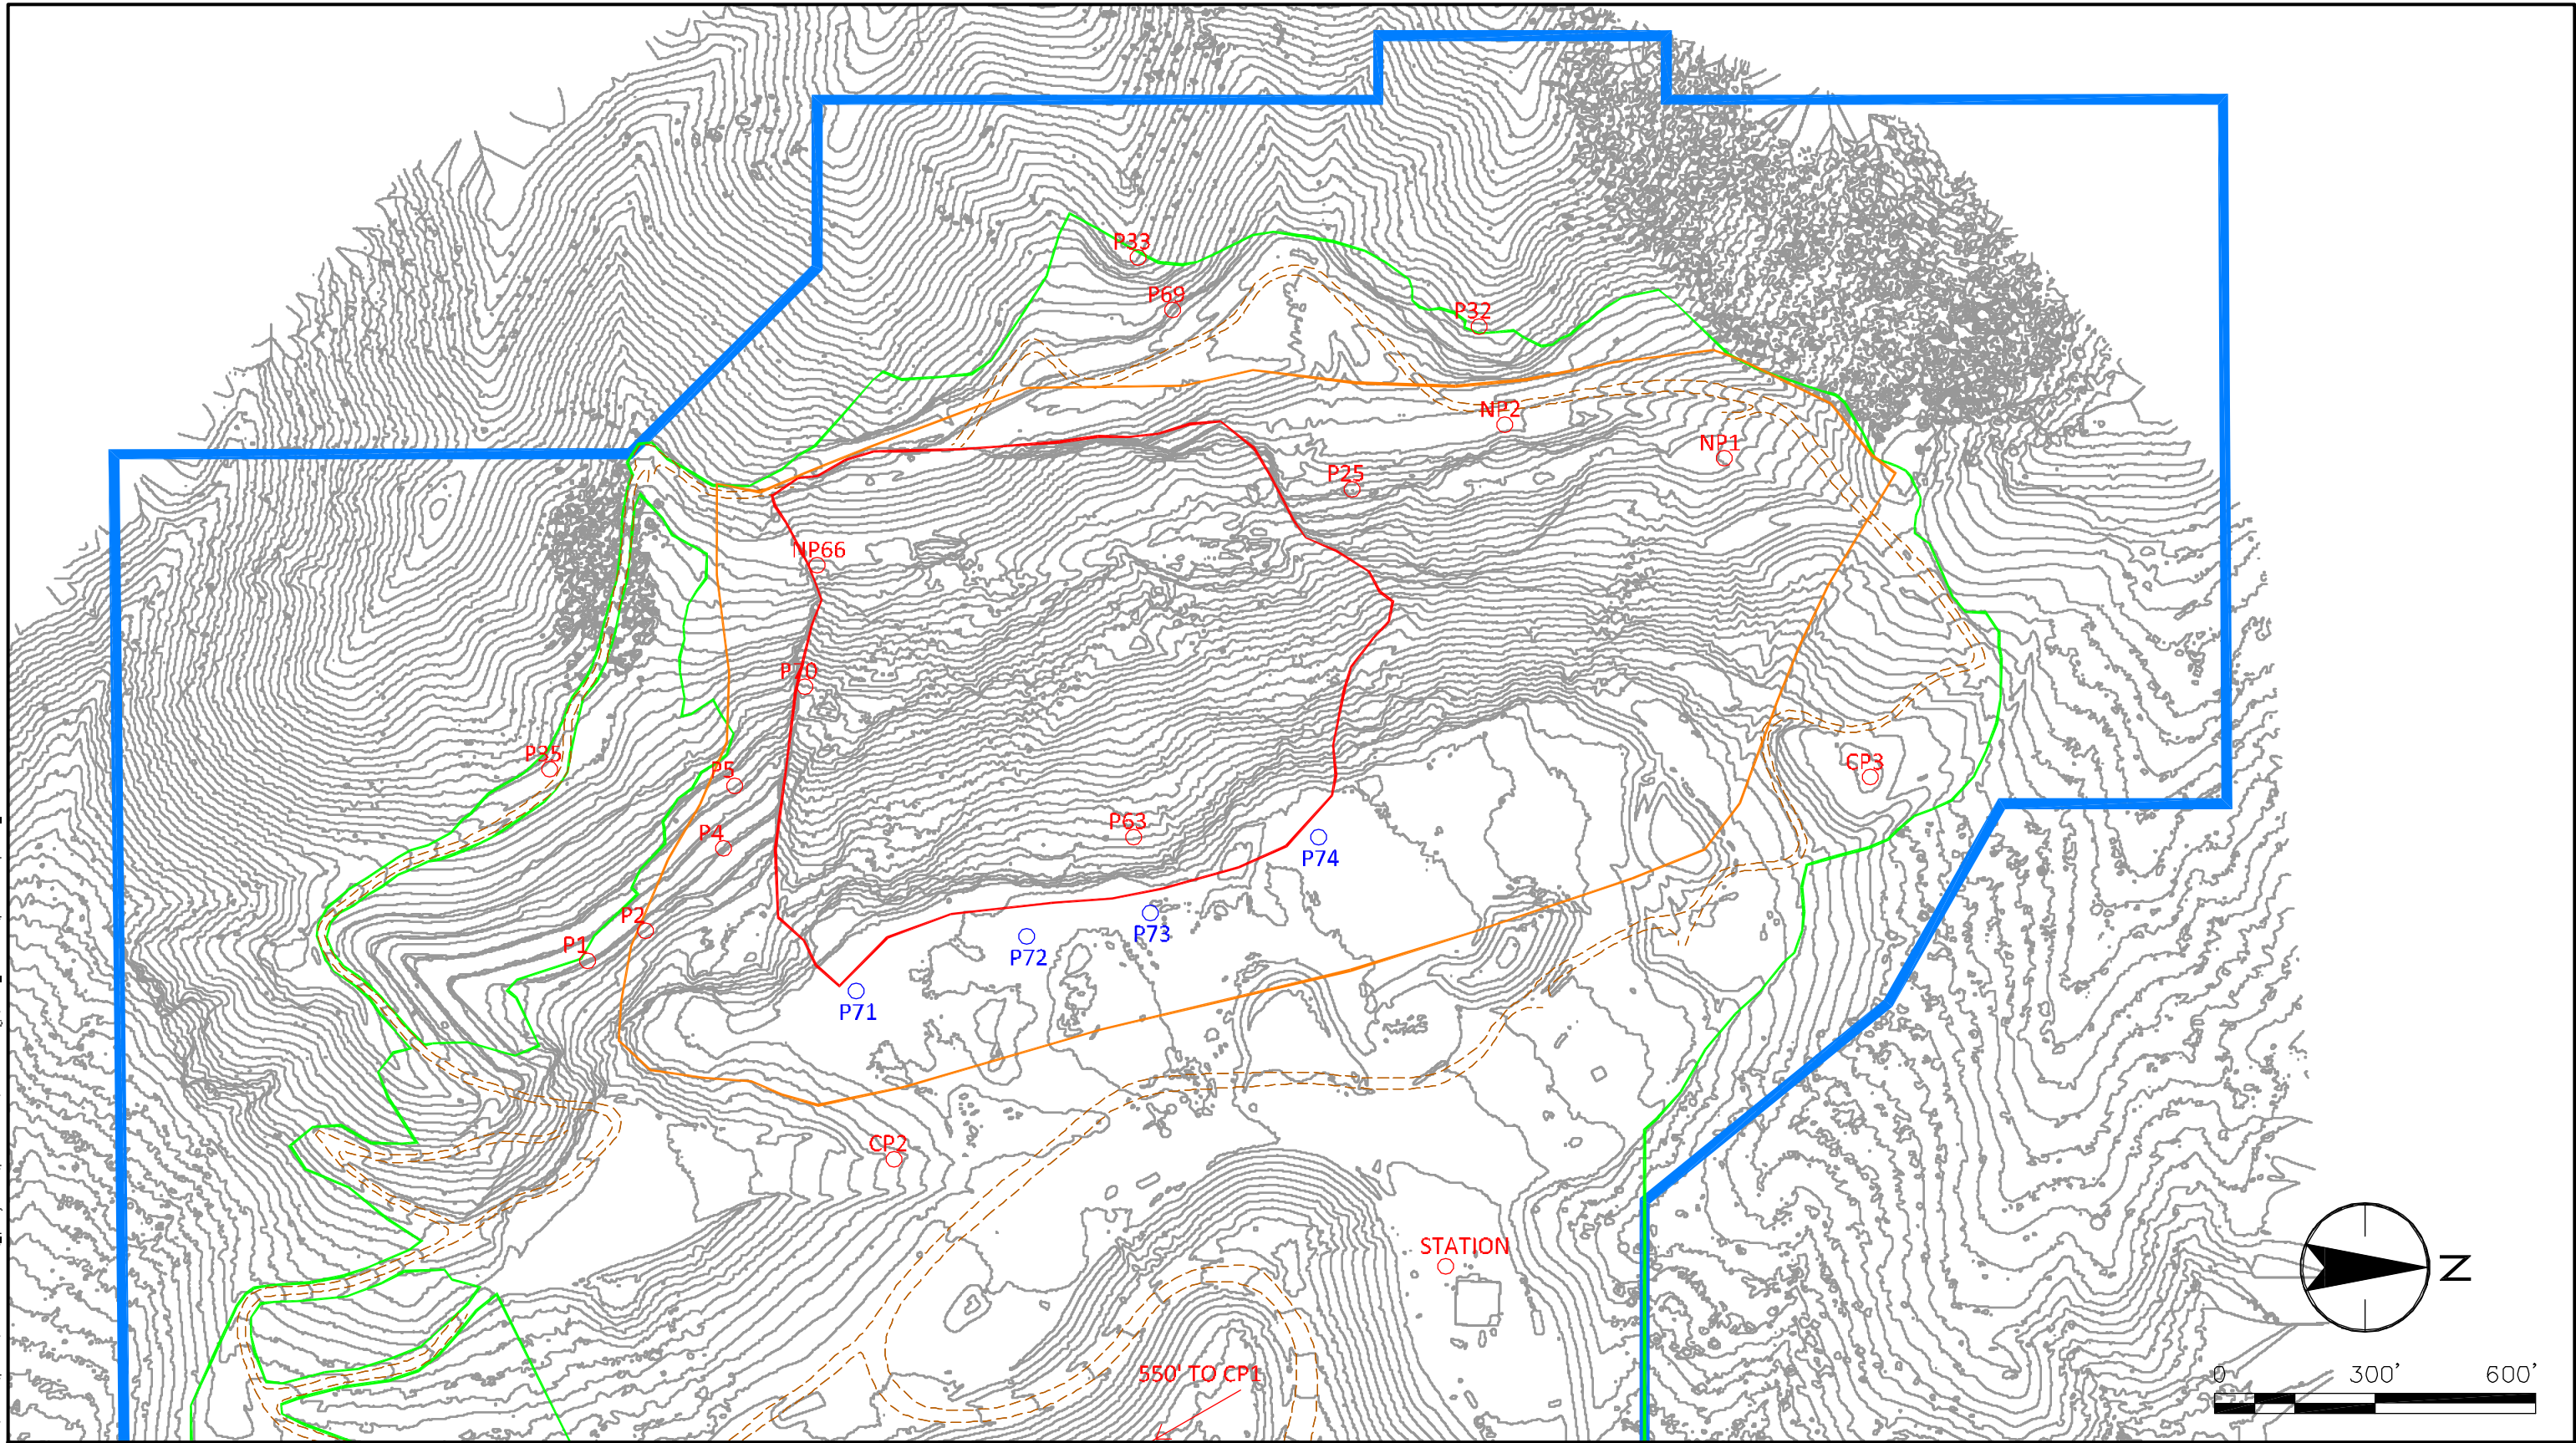 P33
P69
P32
NP2
NP1
P25
NP66
P70
P35
P5
CP3
P63
P4
P74
P2
P73
P1
P72
P71
CP2
STATION
N
550' TO CP1
0 300' 600'